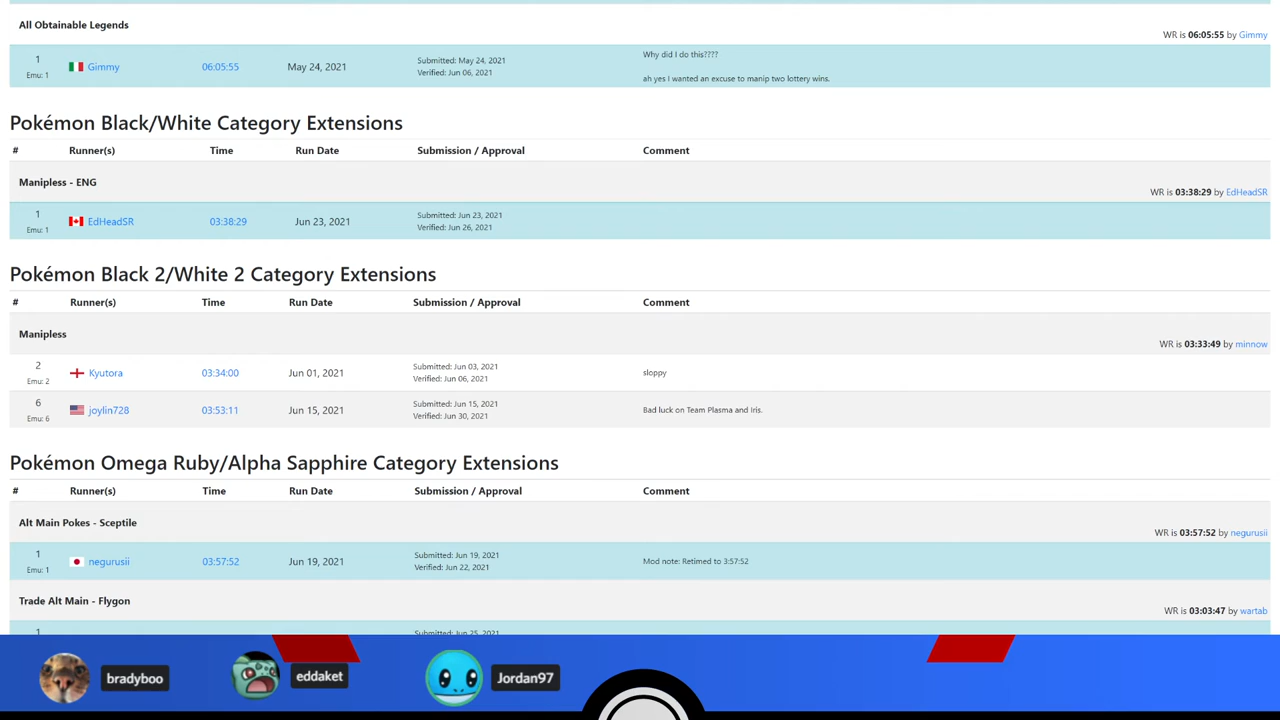 All Obtainable Legends
WR is 06:05:55 by Gimmy
1
Emu: 1
Gimmy 06:05:55 May 24, 2021 Submitted: May 24, 2021
Verified: Jun 06, 2021
Why did I do this????
ah yes I wanted an excuse to manip two lottery wins.
Pokémon Black/White Category Extensions
# Runner(s) Time Run Date Submission / Approval Comment
Manipless - ENG
WR is 03:38:29 by EdHeadSR
1
Emu: 1
EdHeadSR 03:38:29 Jun 23, 2021 Submitted: Jun 23, 2021
Verified: Jun 26, 2021
Pokémon Black 2/White 2 Category Extensions
# Runner(s) Time Run Date Submission / Approval Comment
Manipless
WR is 03:33:49 by minnow
2
Emu: 2
Kyutora 03:34:00 Jun 01, 2021 Submitted: Jun 03, 2021
Verified: Jun 06, 2021
sloppy
6
Emu: 6
joylin728 03:53:11 Jun 15, 2021 Submitted: Jun 15, 2021
Verified: Jun 30, 2021
Bad luck on Team Plasma and Iris.
Pokémon Omega Ruby/Alpha Sapphire Category Extensions
# Runner(s) Time Run Date Submission / Approval Comment
Alt Main Pokes - Sceptile
WR is 03:57:52 by negurusii
1
Emu: 1
negurusii 03:57:52 Jun 19, 2021 Submitted: Jun 19, 2021
Verified: Jun 22, 2021
Mod note: Retimed to 3:57:52
Trade Alt Main - Flygon
WR is 03:03:47 by wartab
1
Submitted: Jun 25, 2021
bradyboo eddaket Jordan97